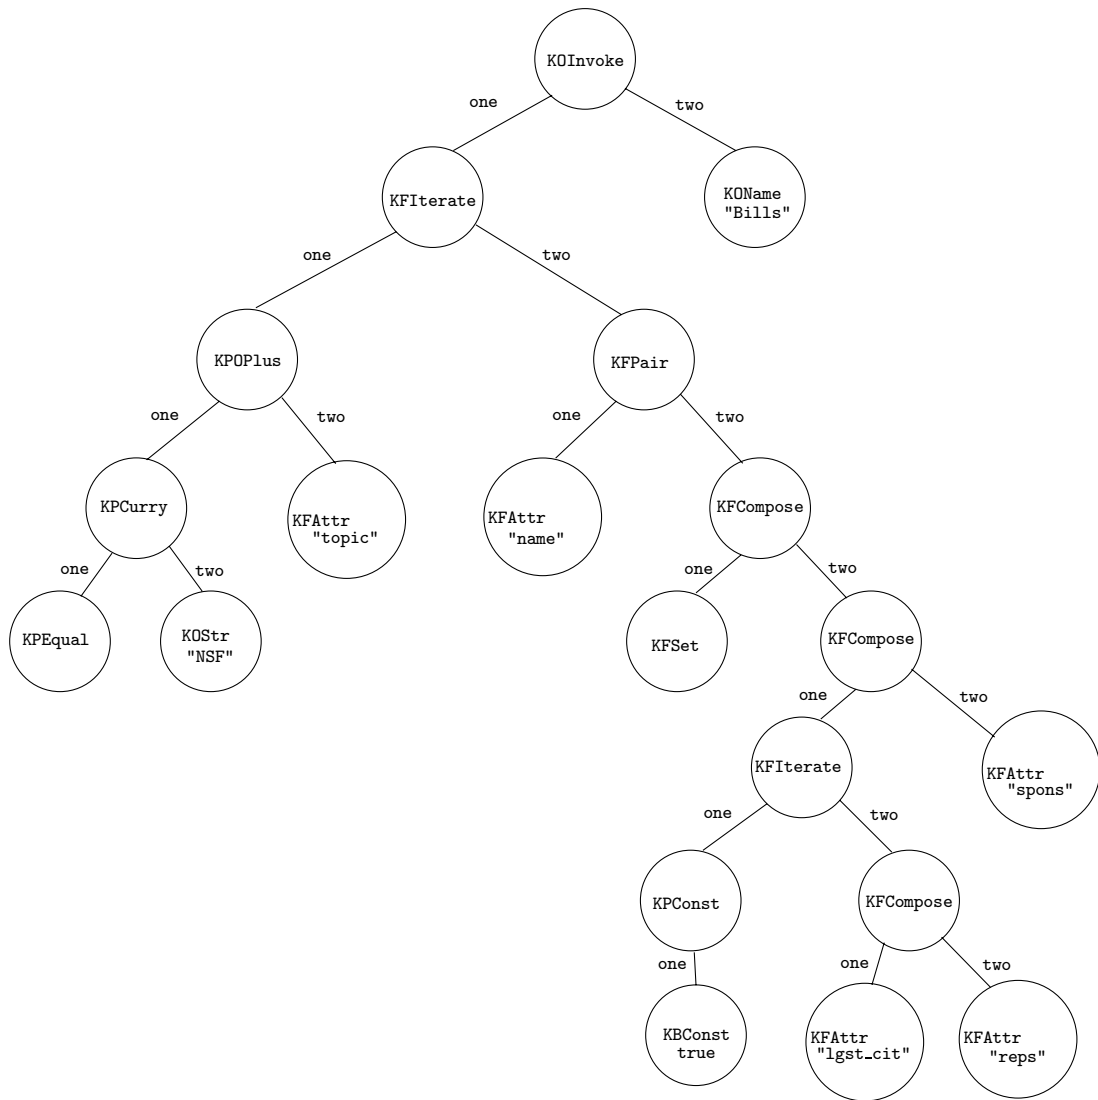 KOInvoke
one
two
KFIterate
KOName
"Bills"
one
two
KPOPlus
KFPair
one
two
one
two
KPCurry
KFAttr
"topic"
KFAttr
"name"
KFCompose
one
two
one
two
KPEqual
KOStr
"NSF"
KFSet
KFCompose
one
two
KFIterate
KFAttr
"spons"
one
two
KPConst
KFCompose
one
one
two
KBConst
true
KFAttr
"lgst_cit"
KFAttr
"reps"